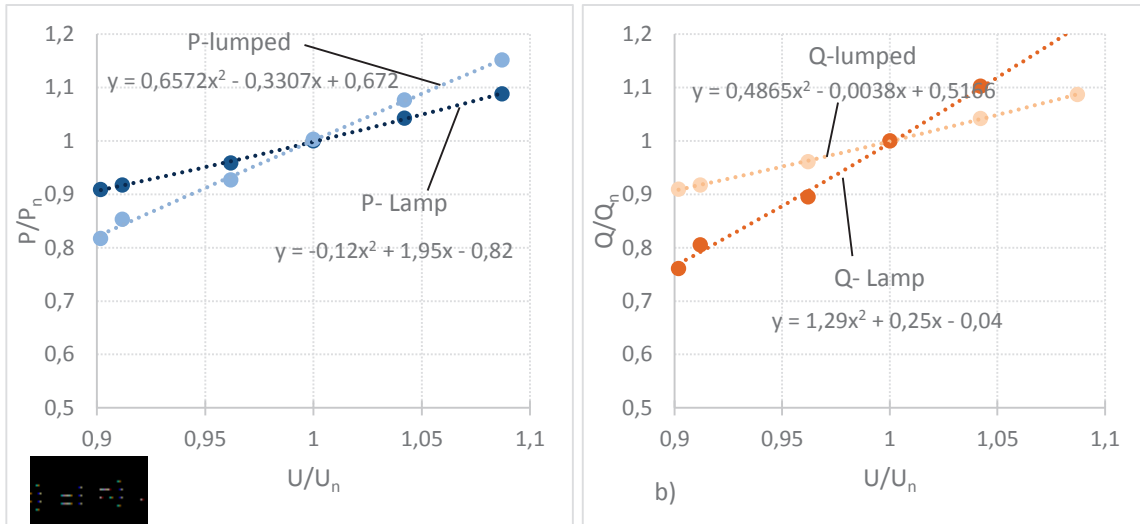 1,2
1,1
1
0,9
0,8
0,7
0,6
0,5
P/Pn
0,9 0,95 1 1,05 1,1
U/Un
P-lumped
y = 0,6572x² - 0,3307x + 0,672
P- Lamp
y = -0,12x² + 1,95x - 0,82
1,2
1,1
1
0,9
0,8
0,7
0,6
0,5
Q/Qn
0,9 0,95 1 1,05 1,1
U/Un
Q-lumped
y = 0,4865x² - 0,0038x + 0,5166
Q- Lamp
y = 1,29x² + 0,25x - 0,04
b)